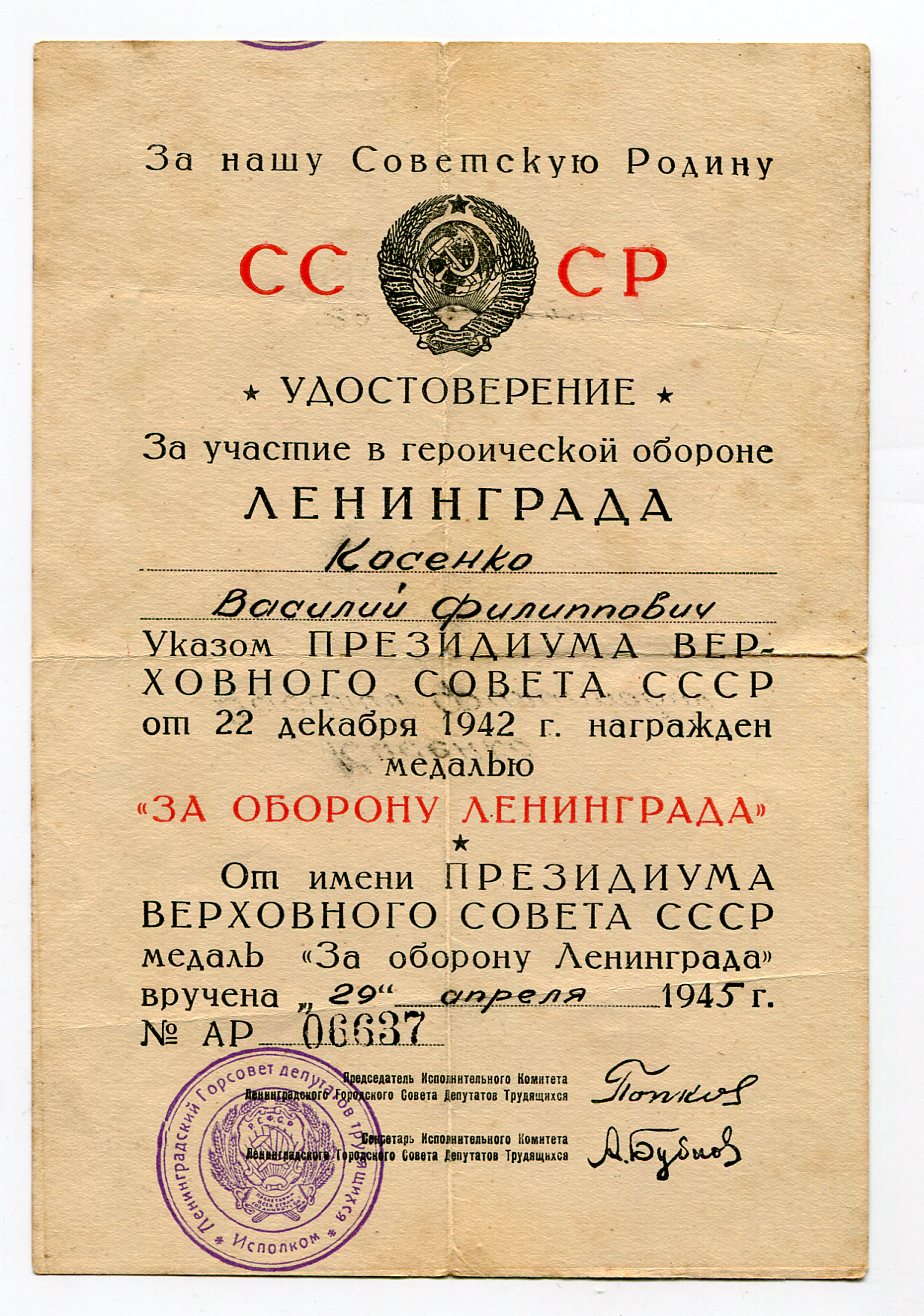 За нашу Советскую Родину
СССР
УДОСТОВЕРЕНИЕ
За участие в героической обороне
ЛЕНИНГРАДА
Косенко
Василий Филиппович
Указом ПРЕЗИДИУМА ВЕР-
ХОВНОГО СОВЕТА СССР
от 22 декабря 1942 г. награжден
медалью
«ЗА ОБОРОНУ ЛЕНИНГРАДА»
От имени ПРЕЗИДИУМА
ВЕРХОВНОГО СОВЕТА СССР
медаль «За оборону Ленинграда»
вручена „29“ апреля 1945 г.
№ АР 06637
Председатель Исполнительного Комитета
Ленинградского Городского Совета Депутатов Трудящихся
Попков
Секретарь Исполнительного Комитета
Ленинградского Городского Совета Депутатов Трудящихся
А.Бубнов
Ленинградский Горсовет депутатов трудящихся
Исполком
РСФСР